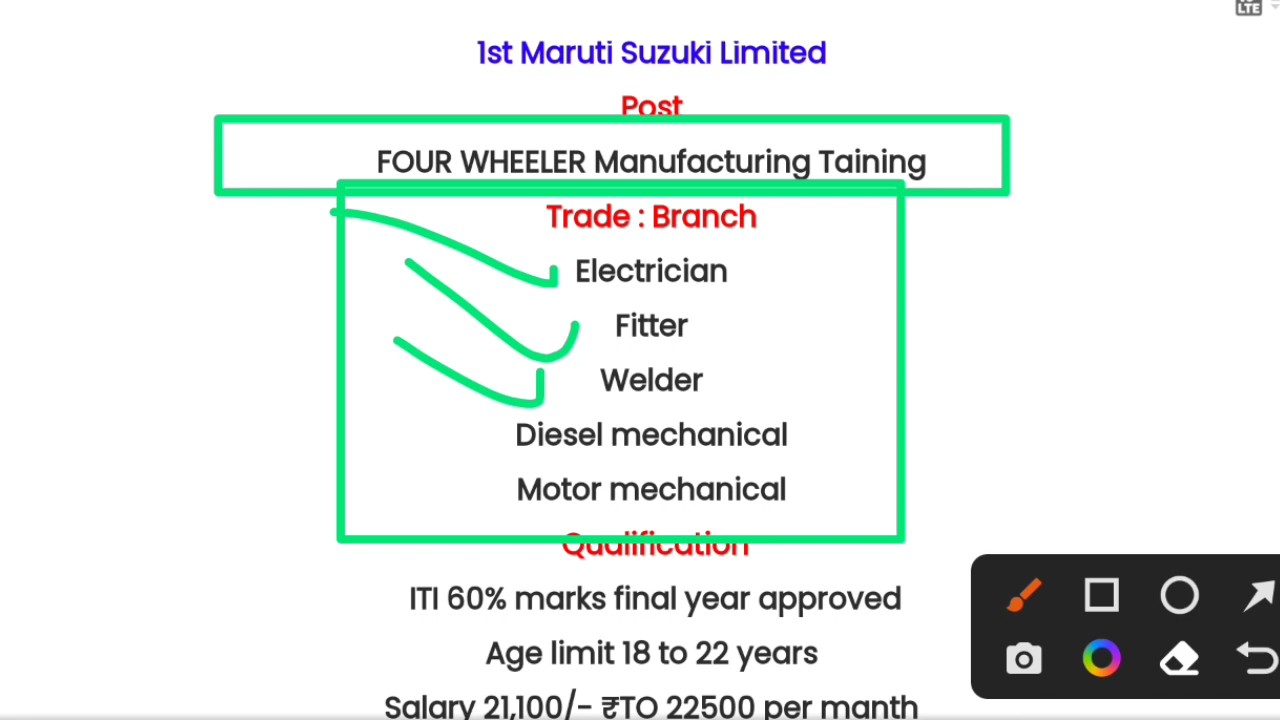 LTE
1st Maruti Suzuki Limited
Post
FOUR WHEELER Manufacturing Taining
Trade : Branch
Electrician
Fitter
Welder
Diesel mechanical
Motor mechanical
Qualification
ITI 60% marks final year approved
Age limit 18 to 22 years
Salary 21,100/- ₹TO 22500 per manth